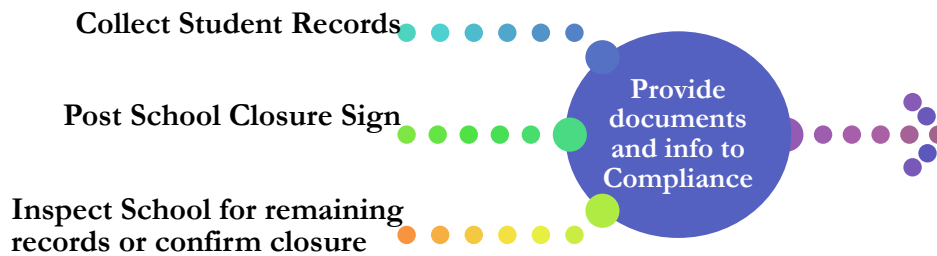 Collect Student Records
Post School Closure Sign
Inspect School for remaining
records or confirm closure
Provide
documents
and info to
Compliance